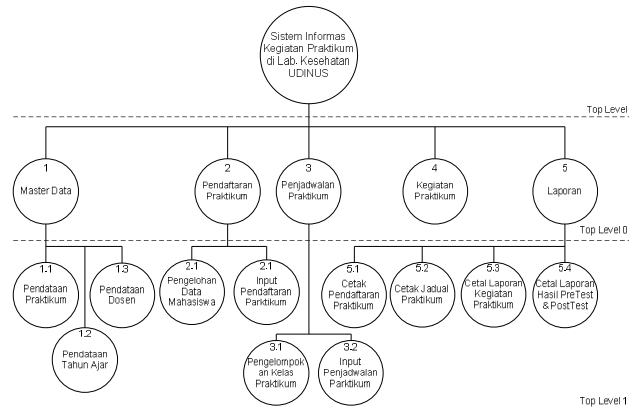 Sistem Informas
Kegiatan Praktikum
di Lab. Kesehatan
UDINUS
Top Level
1
Master Data
2
Pendaftaran
Praktikum
3
Penjadwalan
Praktikum
4
Kegiatan
Praktikum
5
Laporan
Top Level 0
1.1
Pendataan
Praktikum
1.2
Pendataan
Tahun Ajar
1.3
Pendataan
Dosen
2.1
Pengelohan
Data
Mahasiswa
2.1
Input
Pendaftaran
Parktikum
3.1
Pengelompok
an Kelas
Praktikum
3.2
Input
Penjadwalan
Parktikum
5.1
Cetak
Pendaftaran
Praktikum
5.2
Cetak Jadual
Praktikum
5.3
Cetal Laporan
Kegiatan
Praktikum
5.4
Cetal Laporan
Hasil PreTest
& PostTest
Top Level 1